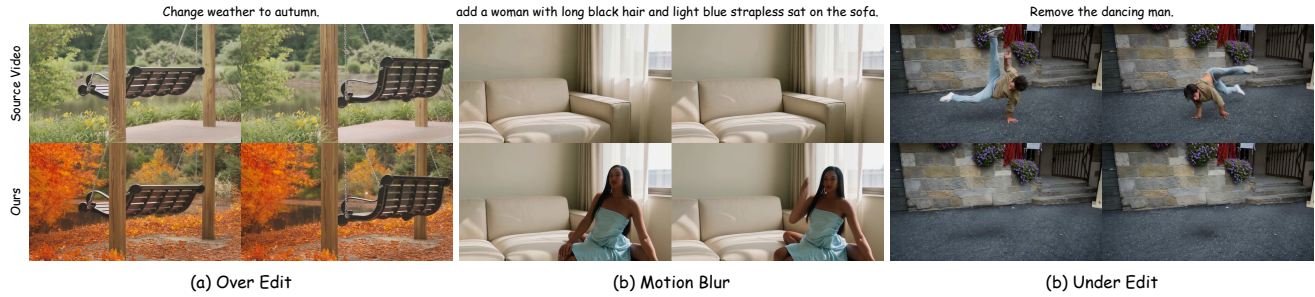 Change weather to autumn.
add a woman with long black hair and light blue strapless sat on the sofa.
Remove the dancing man.
Source Video
Ours
(a) Over Edit
(b) Motion Blur
(b) Under Edit